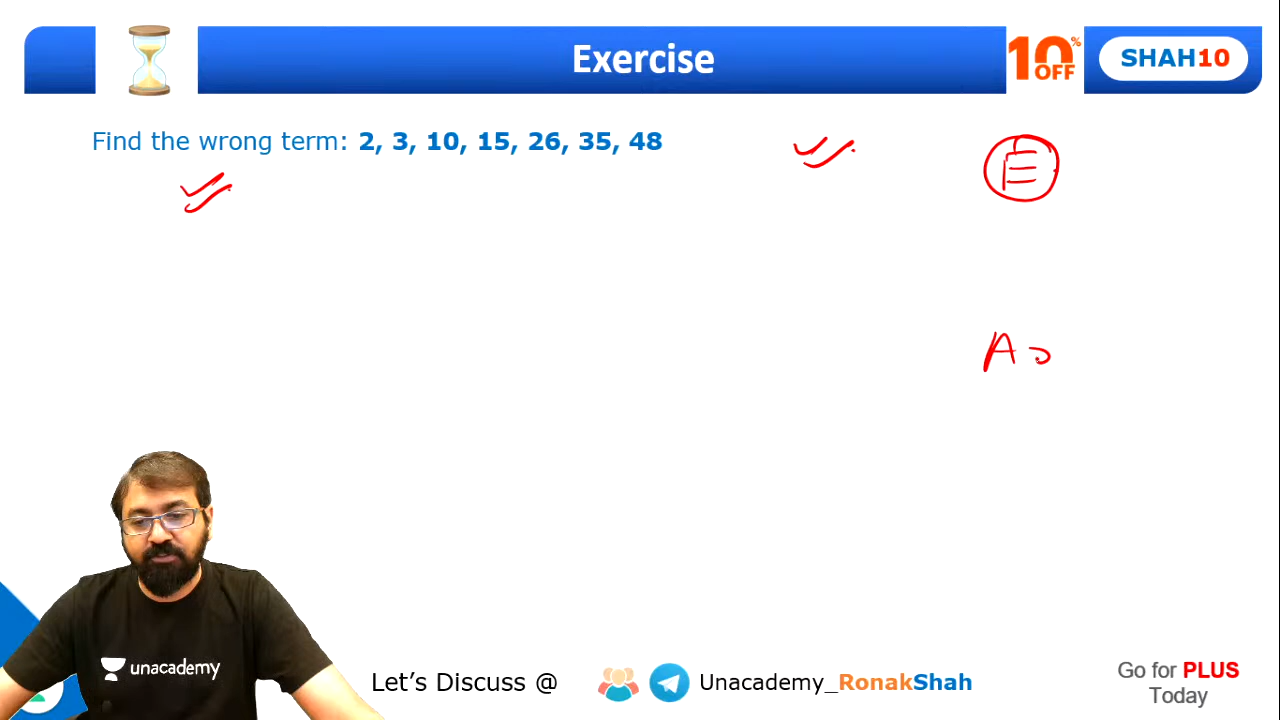 Exercise
10% OFF
SHAH10
Find the wrong term: 2, 3, 10, 15, 26, 35, 48
E
A
unacademy
Let's Discuss @
Unacademy_RonakShah
Go for PLUS
Today